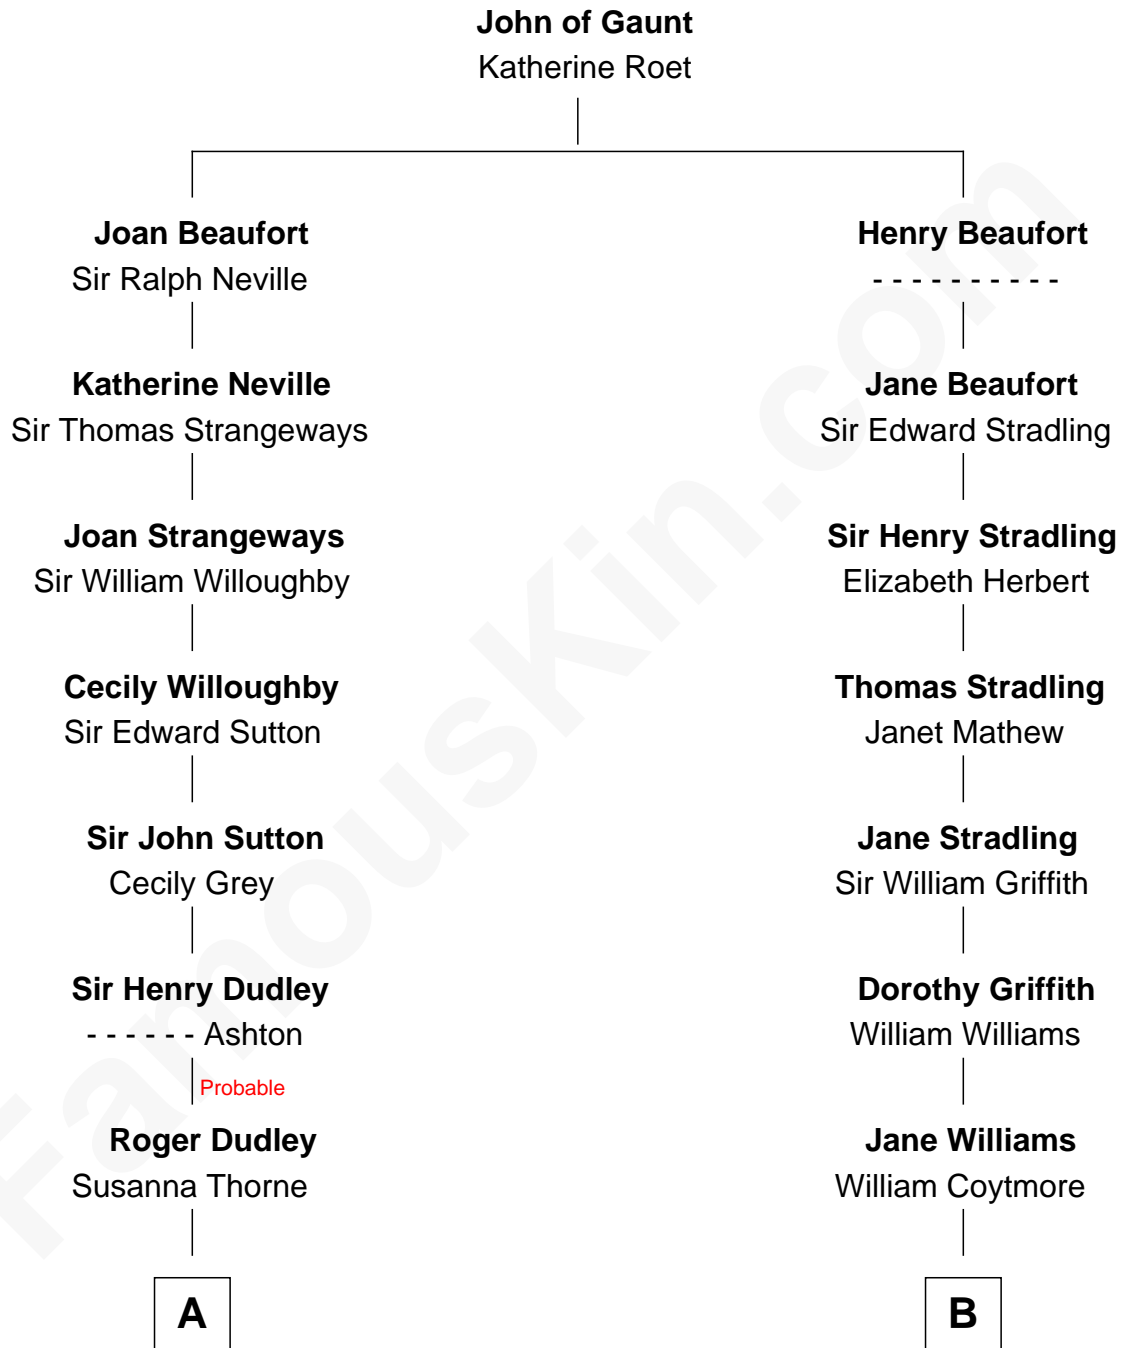 John of Gaunt
Katherine Roet
Joan Beaufort
Sir Ralph Neville
Katherine Neville
Sir Thomas Strangeways
Joan Strangeways
Sir William Willoughby
Cecily Willoughby
Sir Edward Sutton
Sir John Sutton
Cecily Grey
Sir Henry Dudley
- - - - - - Ashton
Probable
Roger Dudley
Susanna Thorne
A
Henry Beaufort
- - - - - - - - - -
Jane Beaufort
Sir Edward Stradling
Sir Henry Stradling
Elizabeth Herbert
Thomas Stradling
Janet Mathew
Jane Stradling
Sir William Griffith
Dorothy Griffith
William Williams
Jane Williams
William Coytmore
B
FamousKin.com